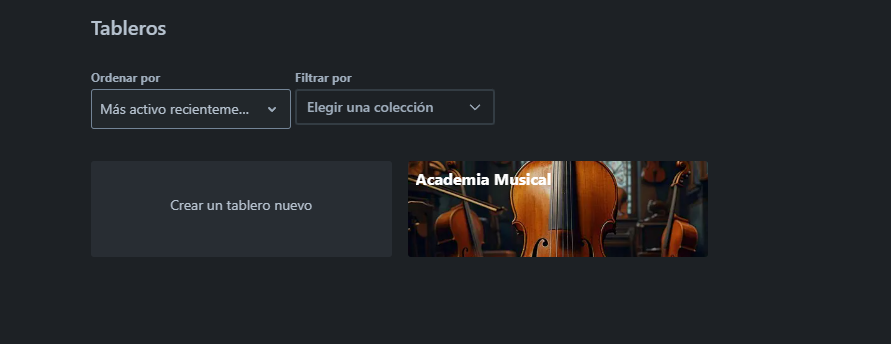 Tableros
Ordenar por
Filtrar por
Más activo recienteme...
Elegir una colección
Crear un tablero nuevo
Academia Musical